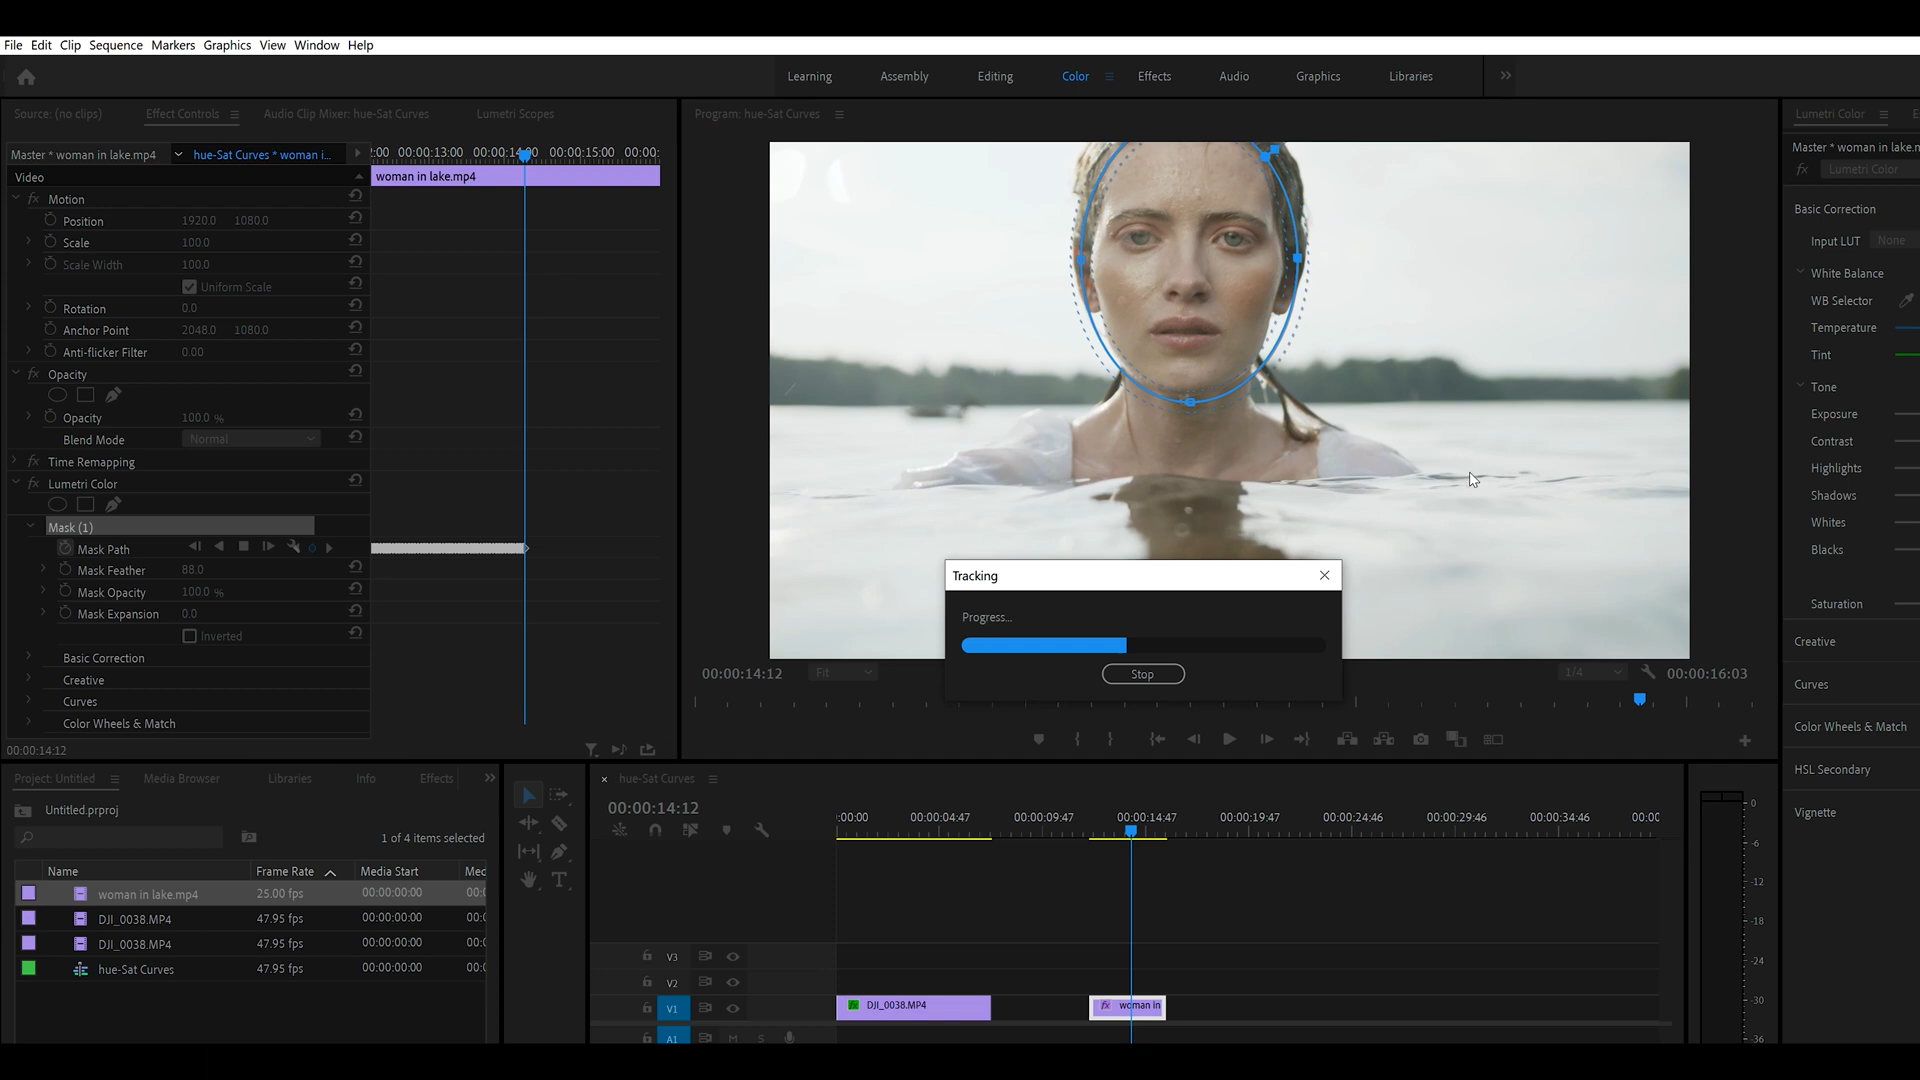 File Edit Clip Sequence Markers Graphics View Window Help
Learning Assembly Editing Color Effects Audio Graphics Libraries
Source: (no clips) Effect Controls Audio Clip Mixer: hue-Sat Curves Lumetri Scopes
Master * woman in lake.mp4 hue-Sat Curves * woman i...
:00 00:00:13:00 00:00:14:00 00:00:15:00 00:00:
Video
woman in lake.mp4
fx Motion
Position 1920.0 1080.0
Scale 100.0
Scale Width 100.0
Uniform Scale
Rotation 0.0
Anchor Point 2048.0 1080.0
Anti-flicker Filter 0.00
fx Opacity
Opacity 100.0 %
Blend Mode Normal
fx Time Remapping
fx Lumetri Color
Mask (1)
Mask Path
Mask Feather 88.0
Mask Opacity 100.0 %
Mask Expansion 0.0
Inverted
Basic Correction
Creative
Curves
Color Wheels & Match
00:00:14:12
Program: hue-Sat Curves
Tracking
Progress...
Stop
00:00:14:12 Fit 1/4 00:00:16:03
Lumetri Color
Master * woman in lake.n
fx Lumetri Color
Basic Correction
Input LUT None
White Balance
WB Selector
Temperature
Tint
Tone
Exposure
Contrast
Highlights
Shadows
Whites
Blacks
Saturation
Creative
Curves
Color Wheels & Match
HSL Secondary
Vignette
Project: Untitled Media Browser Libraries Info Effects
Untitled.prproj
1 of 4 items selected
Name Frame Rate Media Start Med
woman in lake.mp4 25.00 fps 00:00:00:00 00:0
DJI_0038.MP4 47.95 fps 00:00:00:00 00:0
DJI_0038.MP4 47.95 fps 00:00:00:00 00:0
hue-Sat Curves 47.95 fps 00:00:00:00 00:0
× hue-Sat Curves
00:00:14:12
:00:00 00:00:04:47 00:00:09:47 00:00:14:47 00:00:19:47 00:00:24:46 00:00:29:46 00:00:34:46 00:00
V3
V2
V1 fx DJI_0038.MP4 fx woman in
A1 M S
0
-6
-12
-18
-24
-30
-36